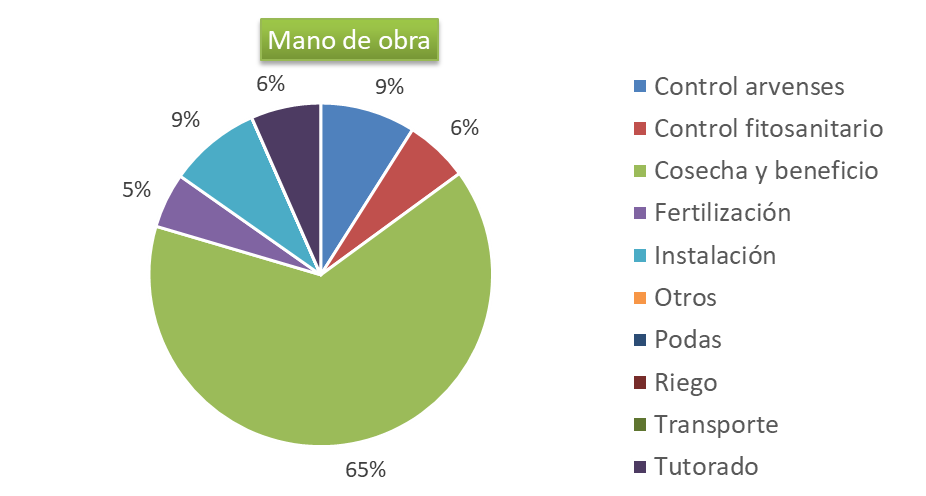 Mano de obra
6%
9%
9%
6%
5%
65%
Control arvenses
Control fitosanitario
Cosecha y beneficio
Fertilización
Instalación
Otros
Podas
Riego
Transporte
Tutorado